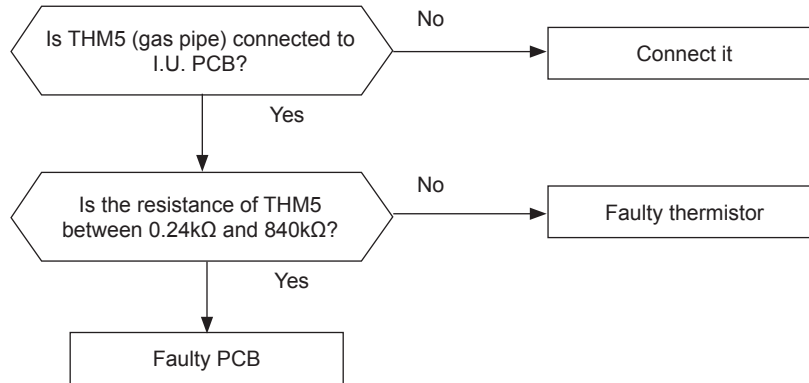 Is THM5 (gas pipe) connected to
I.U. PCB?
No
Connect it
Yes
Is the resistance of THM5
between 0.24kΩ and 840kΩ?
No
Faulty thermistor
Yes
Faulty PCB